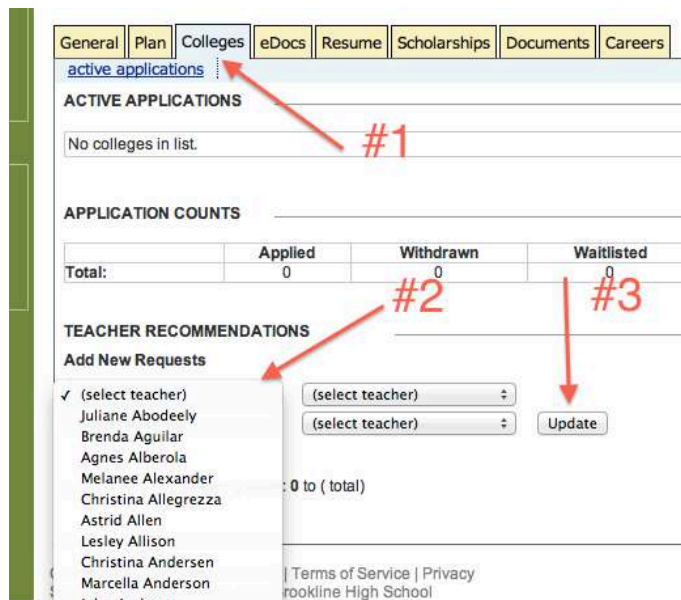 General Plan Colleges eDocs Resume Scholarships Documents Careers
active applications
ACTIVE APPLICATIONS
#1
No colleges in list.
APPLICATION COUNTS
Applied Withdrawn Waitlisted
Total: 0 0 0
#2 #3
TEACHER RECOMMENDATIONS
Add New Requests
✓ (select teacher) (select teacher)
Juliane Abodeely (select teacher) Update
Brenda Aguilar
Agnes Alberola
Melanee Alexander
: 0 to ( total)
Christina Allegrezza
Astrid Allen
Lesley Allison
Christina Andersen
| Terms of Service | Privacy
Marcella Anderson
rookline High School